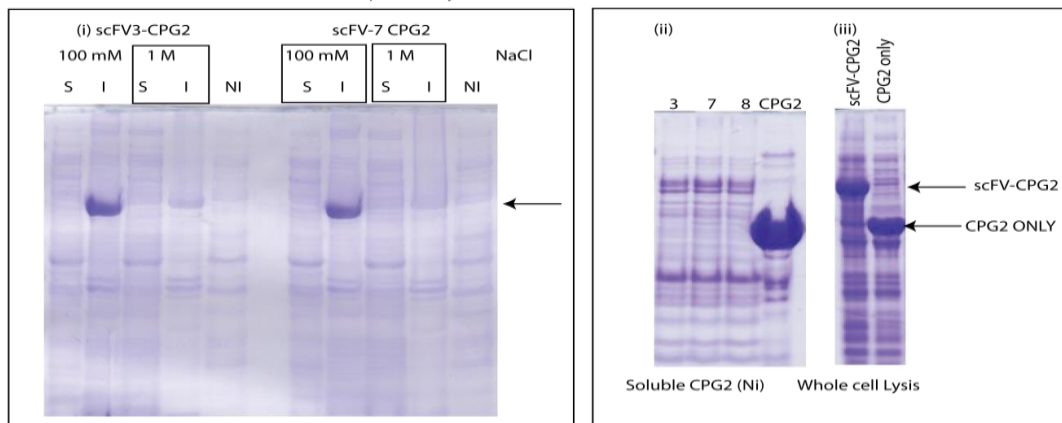 (i) scFV3-CPG2 scFV-7 CPG2
100 mM 1 M 100 mM 1 M NaCl
S I S I NI S I S I NI
(ii)
3 7 8 CPG2
Soluble CPG2 (Ni)
(iii)
scFV-CPG2
CPG2 only
scFV-CPG2
CPG2 ONLY
Whole cell Lysis